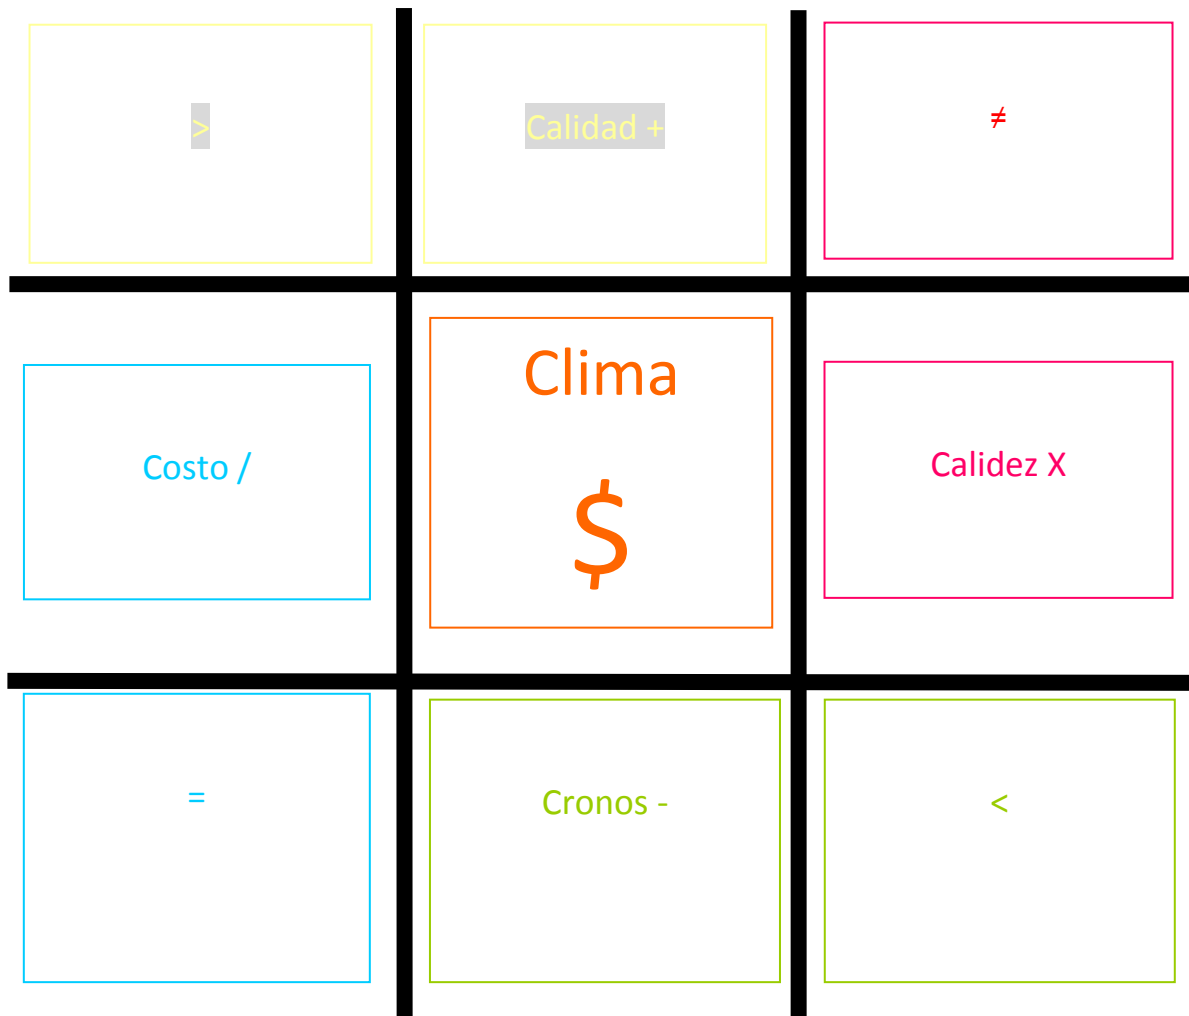 >
Calidad +
≠
Clima
$
Costo /
Calidez X
=
Cronos -
<